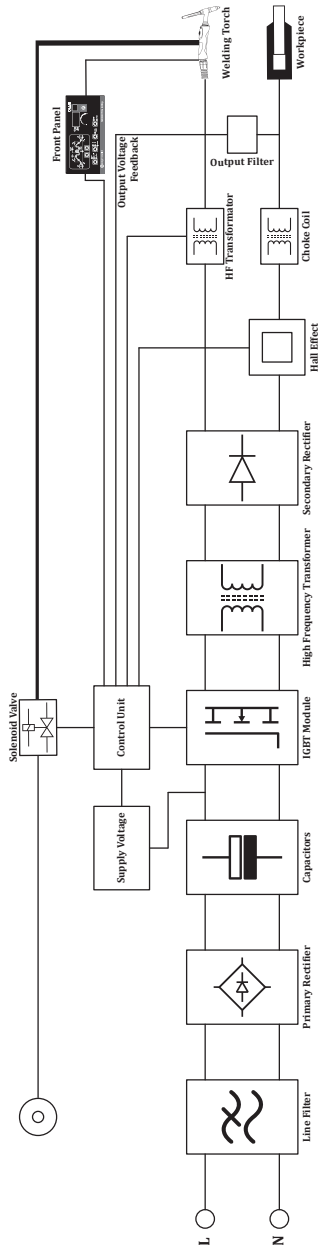 Welding Torch
Workpiece
Front Panel
Output Voltage
Feedback
Output Filter
HF Transformator
Choke Coil
Hall Effect
Secondary Rectifier
High Frequency Transformer
Solenoid Valve
Control Unit
IGBT Module
Supply Voltage
Capacitors
Primary Rectifier
Line Filter
L
N